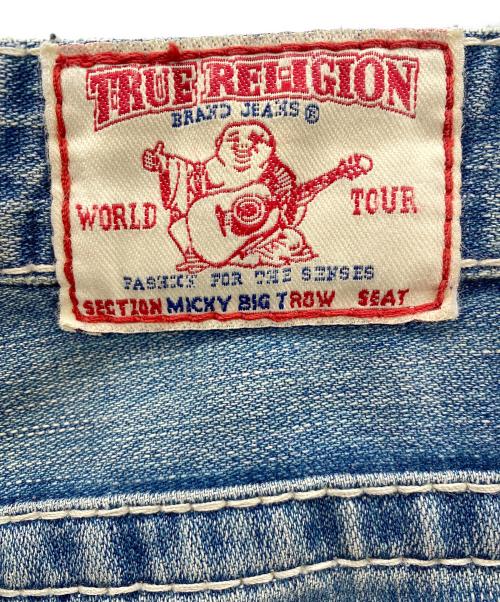 TRUE RELIGION
BRAND JEANS ®
WORLD TOUR
FASHION FOR THE SENSES
SECTION MICKY BIG T ROW SEAT